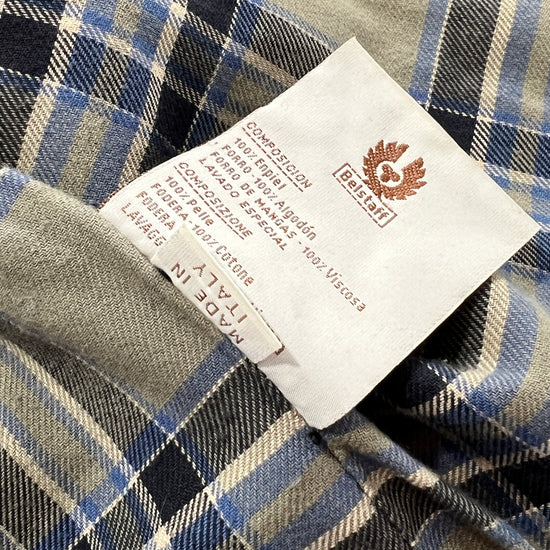 Belstaff
COMPOSICION
100% Enpiel
FORRO 100% Algodón
FORRO DE MANGAS - 100% Viscosa
LAVADO ESPECIAL
COMPOSIZIONE
100% Pelle
FODERA 100% Cotone
FODERA
LAVAGG
MADE IN
ITALY